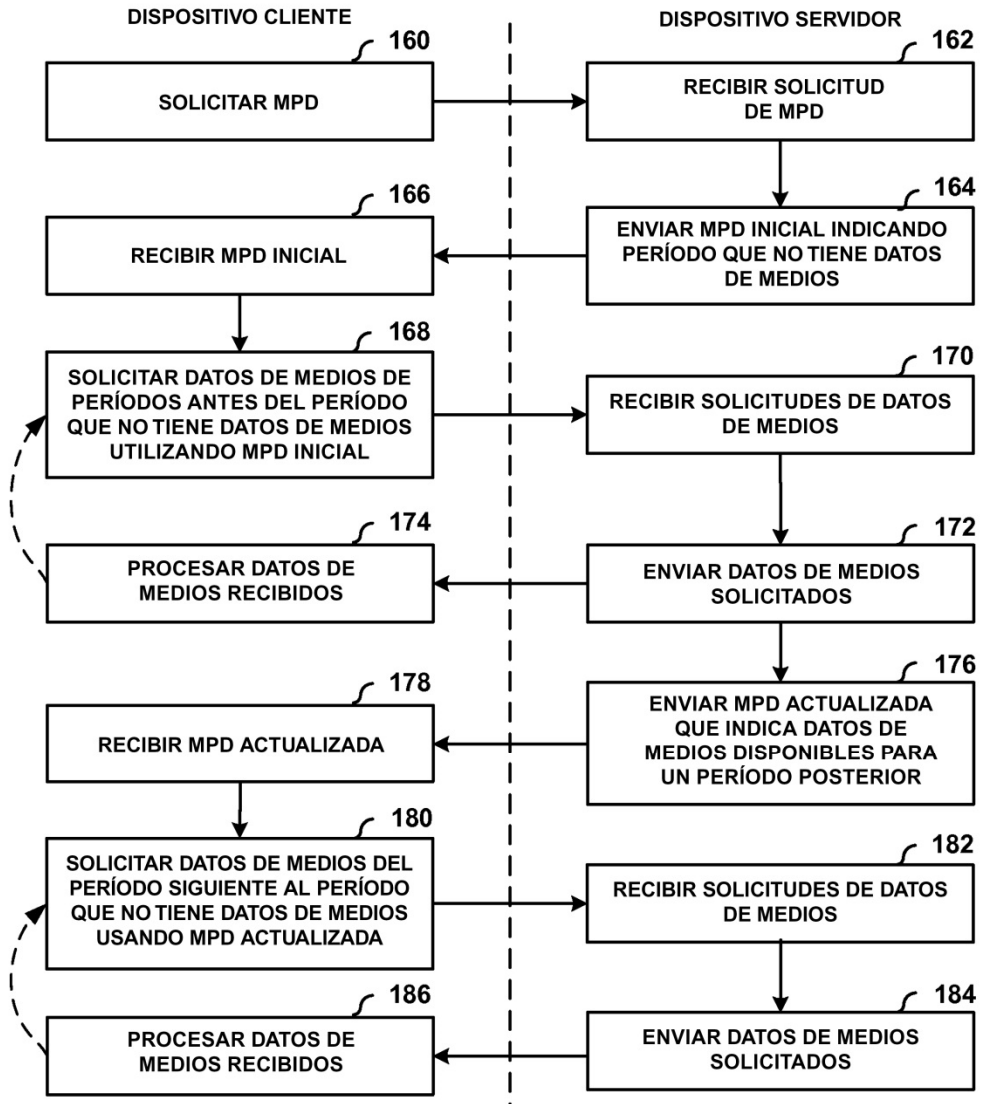 DISPOSITIVO CLIENTE
DISPOSITIVO SERVIDOR
160
SOLICITAR MPD
162
RECIBIR SOLICITUD
DE MPD
164
ENVIAR MPD INICIAL INDICANDO
PERÍODO QUE NO TIENE DATOS
DE MEDIOS
166
RECIBIR MPD INICIAL
168
SOLICITAR DATOS DE MEDIOS DE
PERÍODOS ANTES DEL PERÍODO
QUE NO TIENE DATOS DE MEDIOS
UTILIZANDO MPD INICIAL
170
RECIBIR SOLICITUDES DE DATOS
DE MEDIOS
172
ENVIAR DATOS DE MEDIOS
SOLICITADOS
174
PROCESAR DATOS DE
MEDIOS RECIBIDOS
176
ENVIAR MPD ACTUALIZADA
QUE INDICA DATOS DE
MEDIOS DISPONIBLES PARA
UN PERÍODO POSTERIOR
178
RECIBIR MPD ACTUALIZADA
180
SOLICITAR DATOS DE MEDIOS DEL
PERÍODO SIGUIENTE AL PERÍODO
QUE NO TIENE DATOS DE MEDIOS
USANDO MPD ACTUALIZADA
182
RECIBIR SOLICITUDES DE DATOS
DE MEDIOS
184
ENVIAR DATOS DE MEDIOS
SOLICITADOS
186
PROCESAR DATOS DE
MEDIOS RECIBIDOS